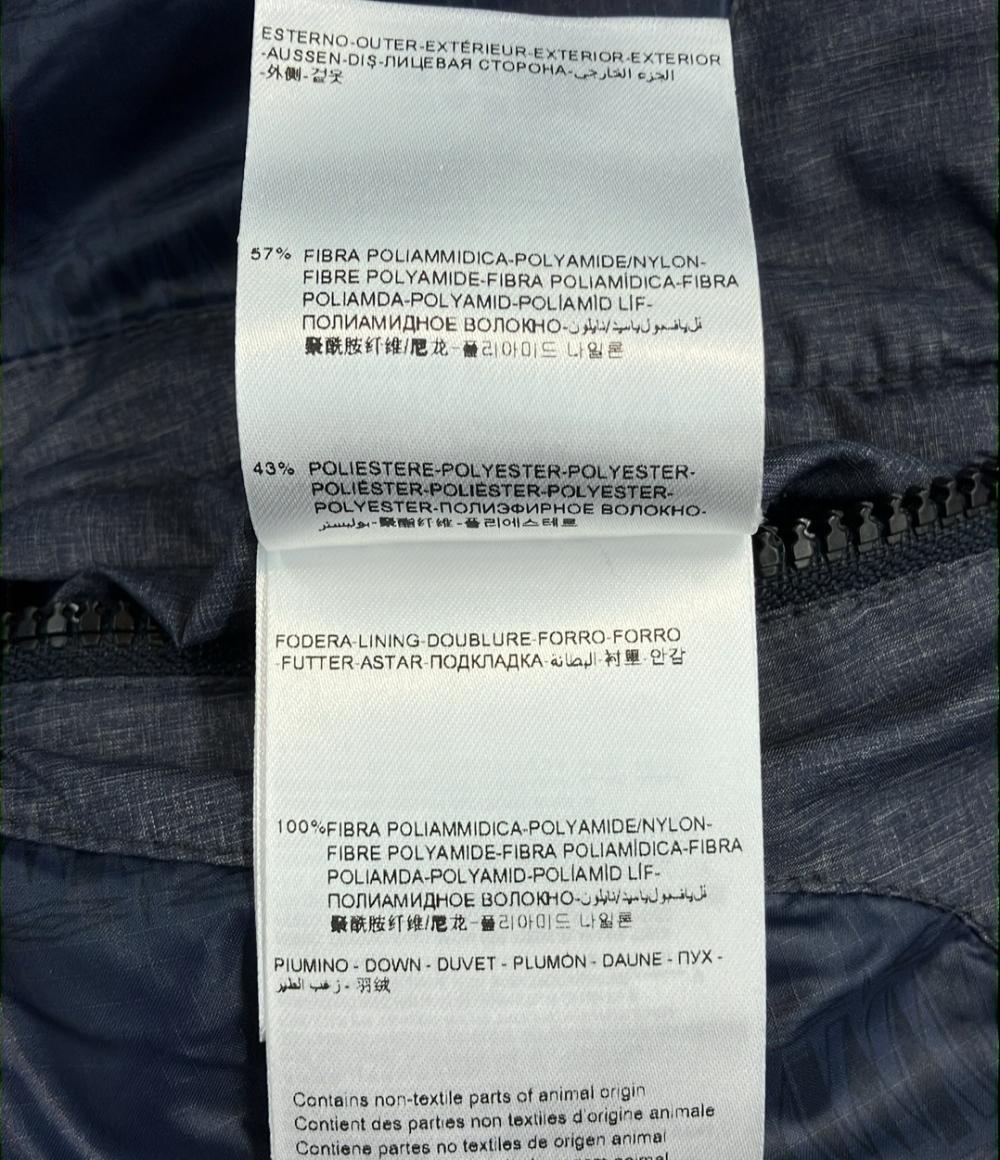 ESTERNO-OUTER-EXTÉRIEUR-EXTERIOR-EXTERIOR
-AUSSEN-DIŞ-ЛИЦЕВАЯ СТОРОНА-الجزء الخارجي
-外侧-겉옷
57% FIBRA POLIAMMIDICA-POLYAMIDE/NYLON-
FIBRE POLYAMIDE-FIBRA POLIAMÍDICA-FIBRA
POLIAMDA-POLYAMID-POLİAMİD LİF-
ПОЛИАМИДНОЕ ВОЛОКНО-
聚酰胺纤维/尼龙-폴리아미드 나일론
43% POLIESTERE-POLYESTER-POLYESTER-
POLIÉSTER-POLIÉSTER-POLYESTER-
POLYESTER-ПОЛИЭФИРНОЕ ВОЛОКНО-
بوليستر-聚酯纤维-폴리에스테르
FODERA-LINING-DOUBLURE-FORRO-FORRO
-FUTTER-ASTAR-ПОДКЛАДКА-البطانة-衬里-안감
100%FIBRA POLIAMMIDICA-POLYAMIDE/NYLON-
FIBRE POLYAMIDE-FIBRA POLIAMÍDICA-FIBRA
POLIAMDA-POLYAMID-POLİAMİD LİF-
ПОЛИАМИДНОЕ ВОЛОКНО-
聚酰胺纤维/尼龙-폴리아미드 나일론
PIUMINO - DOWN - DUVET - PLUMÓN - DAUNE - ПУХ -
زغب الطير - 羽绒
Contains non-textile parts of animal origin
Contient des parties non textiles d'origine animale
Contiene partes no textiles de origen animal